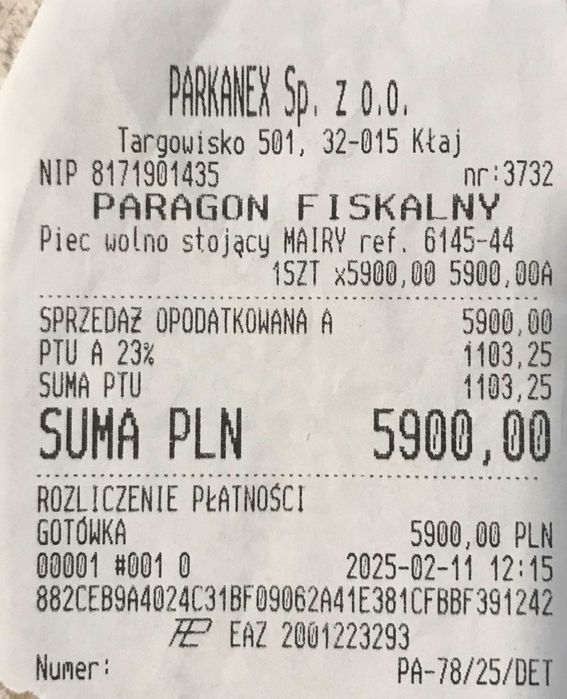 PARKANEX Sp. z o.o.
Targowisko 501, 32-015 Kłaj
NIP 8171901435 nr:3732
PARAGON FISKALNY
Piec wolno stojący MAIRY ref. 6145-44
1SZT x5900,00 5900,00A
SPRZEDAŻ OPODATKOWANA A 5900,00
PTU A 23% 1103,25
SUMA PTU 1103,25
SUMA PLN 5900,00
ROZLICZENIE PŁATNOŚCI
GOTÓWKA 5900,00 PLN
00001 #001 0 2025-02-11 12:15
882CEB9A4024C31BF09062A41E381CFBBF391242
EAZ 2001223293
Numer: PA-78/25/DET